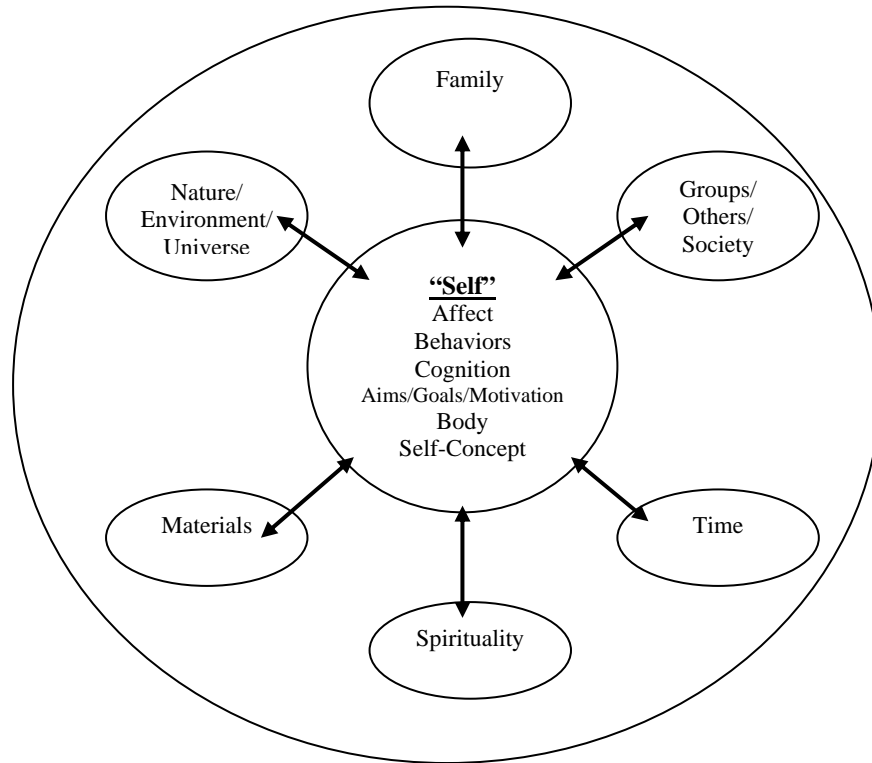 Family
Nature/
Environment/
Universe
Groups/
Others/
Society
“Self”
Affect
Behaviors
Cognition
Aims/Goals/Motivation
Body
Self-Concept
Materials
Time
Spirituality